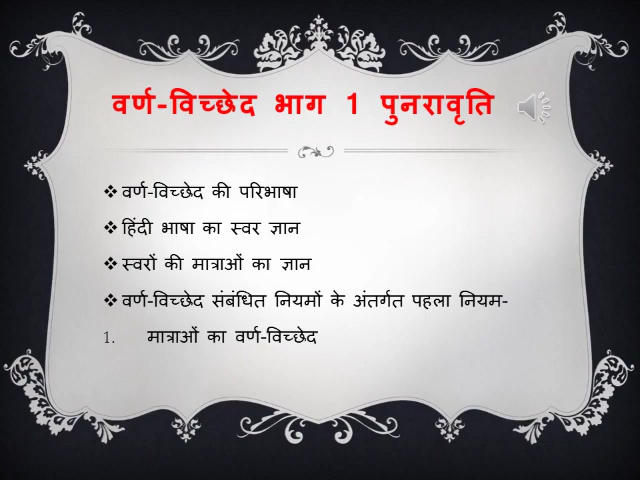 वर्ण-विच्छेद भाग 1 पुनरावृति
❖ वर्ण-विच्छेद की परिभाषा
❖ हिंदी भाषा का स्वर ज्ञान
❖ स्वरों की मात्राओं का ज्ञान
❖ वर्ण-विच्छेद संबंधित नियमों के अंतर्गत पहला नियम-
1. मात्राओं का वर्ण-विच्छेद